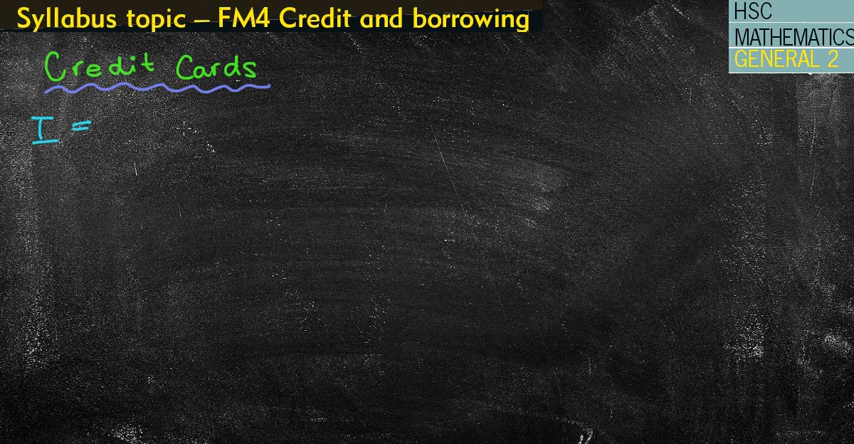 Syllabus topic – FM4 Credit and borrowing
HSC
MATHEMATICS
GENERAL 2
Credit Cards
I =